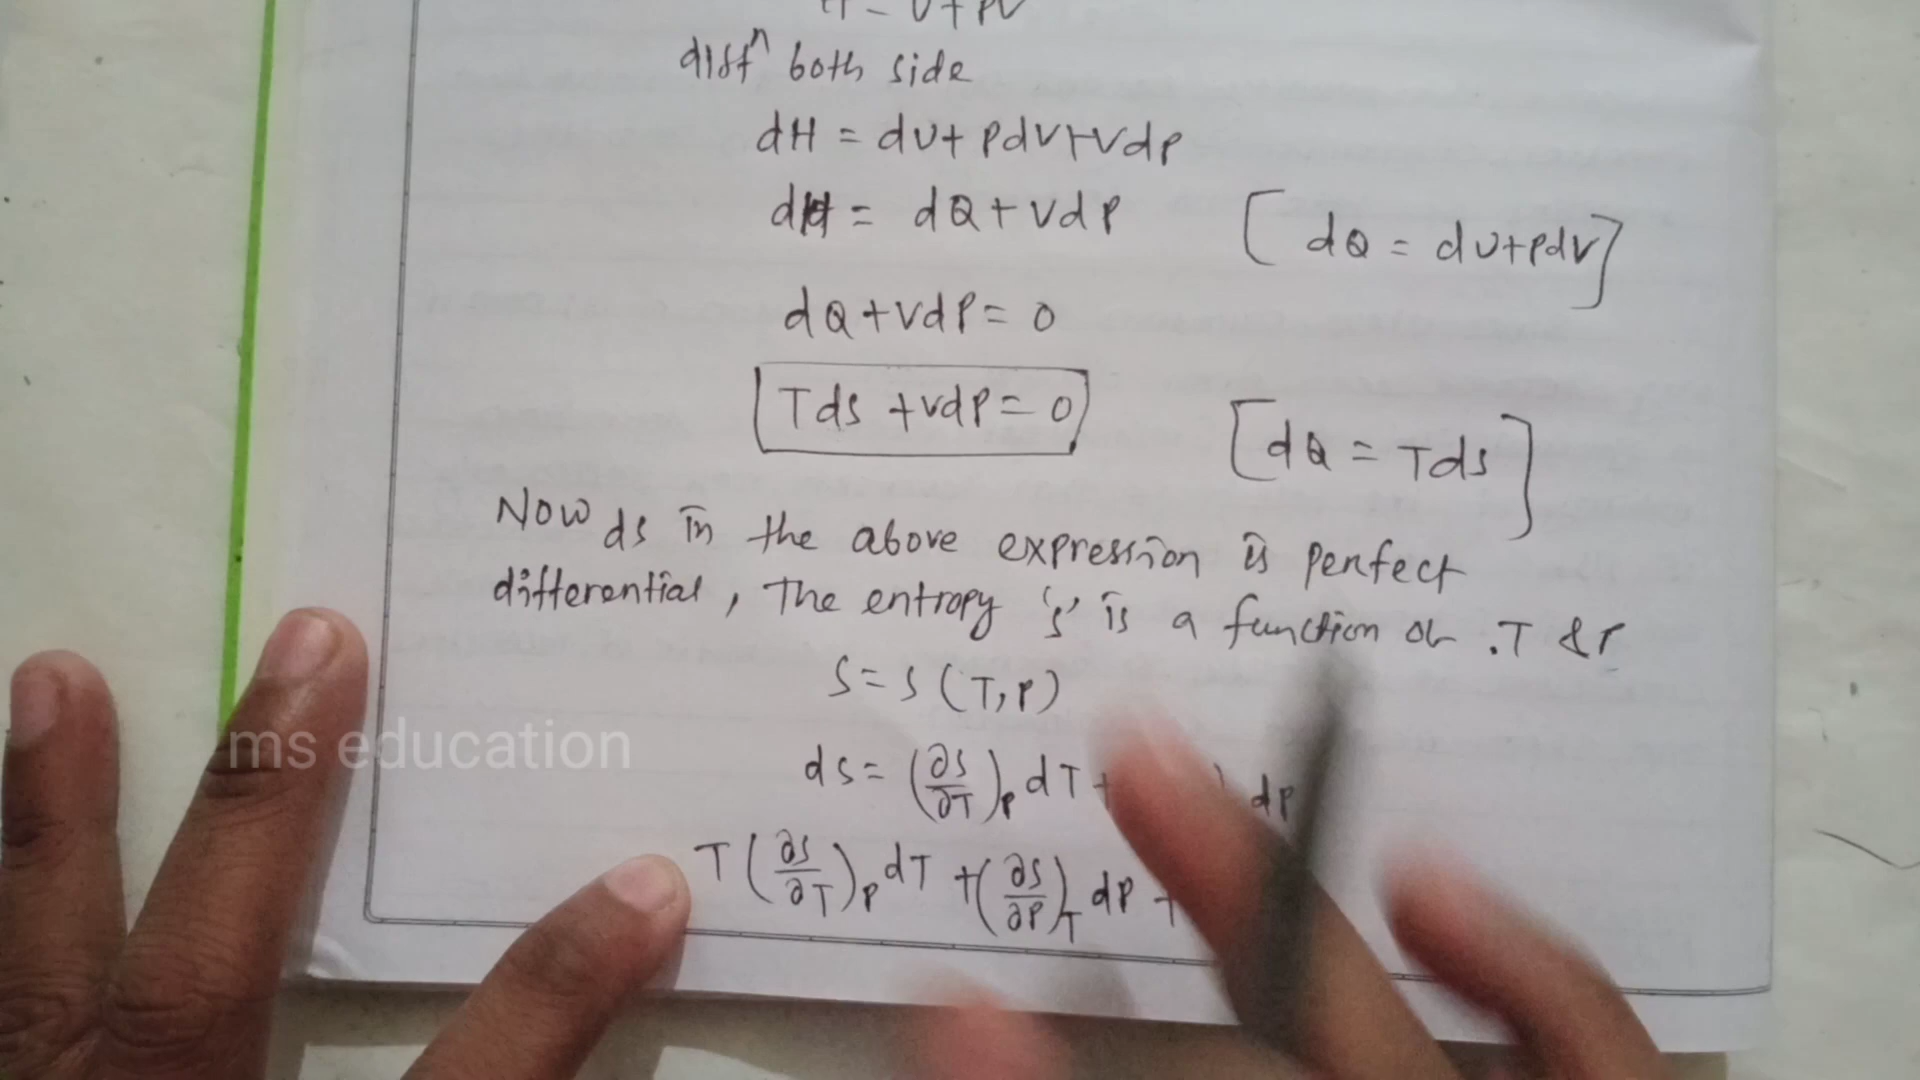 H = U + PV
diffⁿ both side
dH = dU + PdV + VdP
dH = dQ + VdP [dQ = dU + PdV]
dQ + VdP = 0
Tds + VdP = 0 [dQ = Tds]
Now ds in the above expression is perfect
differential, The entropy 's' is a function of .T & P
S = S (T, P)
ds = (∂S/∂T)P dT + dP
T(∂S/∂T)P dT + (∂S/∂P)T dP +
ms education